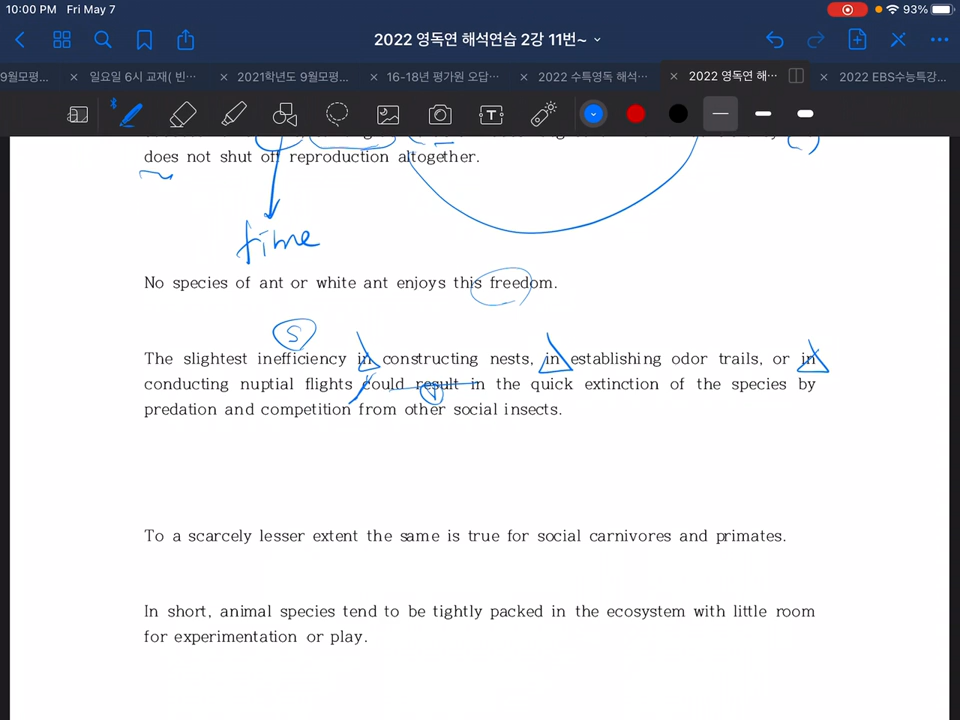 10:00 PM Fri May 7
93%
2022 영독연 해석연습 2강 11번~
9월모평...
일요일 6시 교재( 빈...
2021학년도 9월모평...
16-18년 평가원 오답...
2022 수특영독 해석...
2022 영독연 해...
2022 EBS수능특강...
does not shut off reproduction altogether.
time
No species of ant or white ant enjoys this freedom.
S
The slightest inefficiency in constructing nests, in establishing odor trails, or in
conducting nuptial flights could result in the quick extinction of the species by
V
predation and competition from other social insects.
To a scarcely lesser extent the same is true for social carnivores and primates.
In short, animal species tend to be tightly packed in the ecosystem with little room
for experimentation or play.